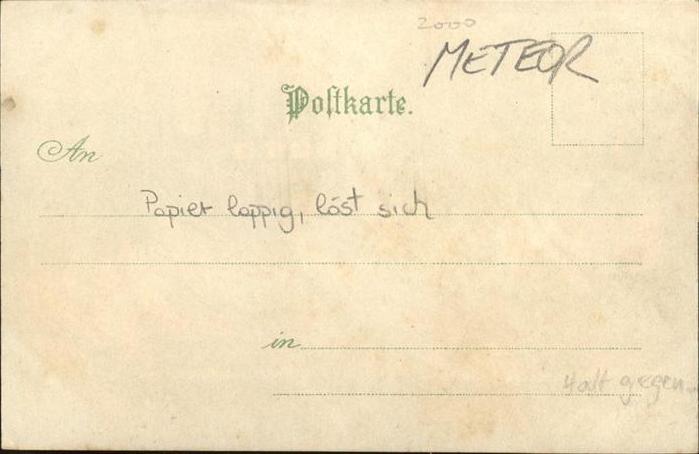 2000
METEOR
Postkarte.
An
Papier lappig, löst sich
in
Halt gegen